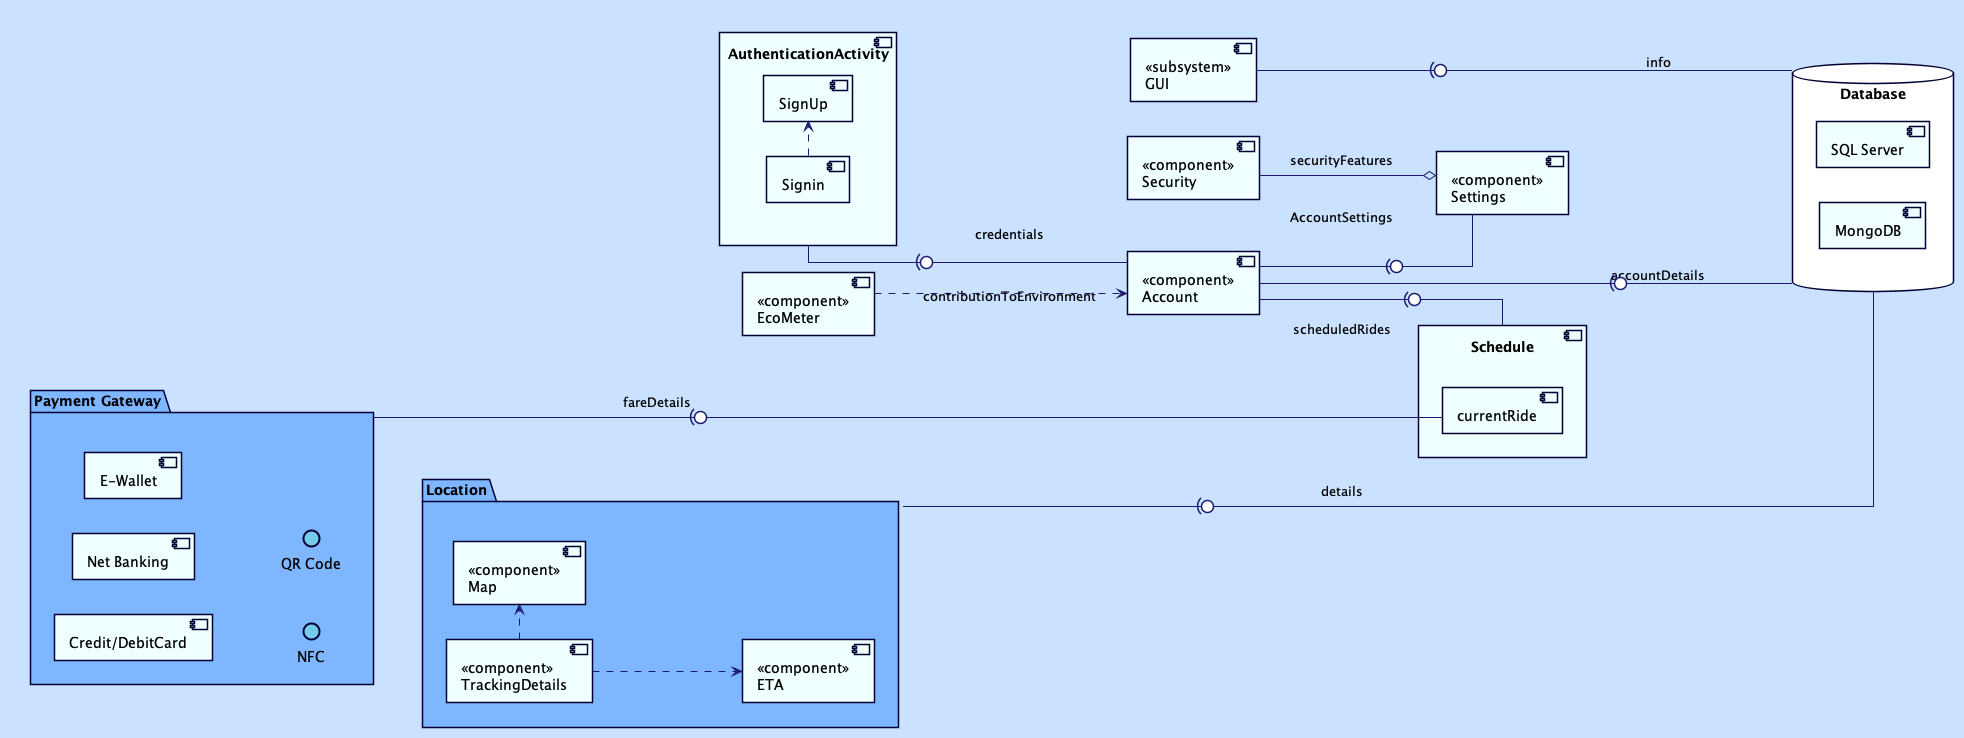 AuthenticationActivity
SignUp
Signin
«subsystem»
GUI
info
Database
SQL Server
MongoDB
«component»
Security
securityFeatures
«component»
Settings
AccountSettings
credentials
«component»
Account
accountDetails
«component»
EcoMeter
contributionToEnvironment
scheduledRides
Schedule
currentRide
Payment Gateway
fareDetails
E-Wallet
Net Banking
QR Code
Credit/DebitCard
NFC
Location
details
«component»
Map
«component»
TrackingDetails
«component»
ETA